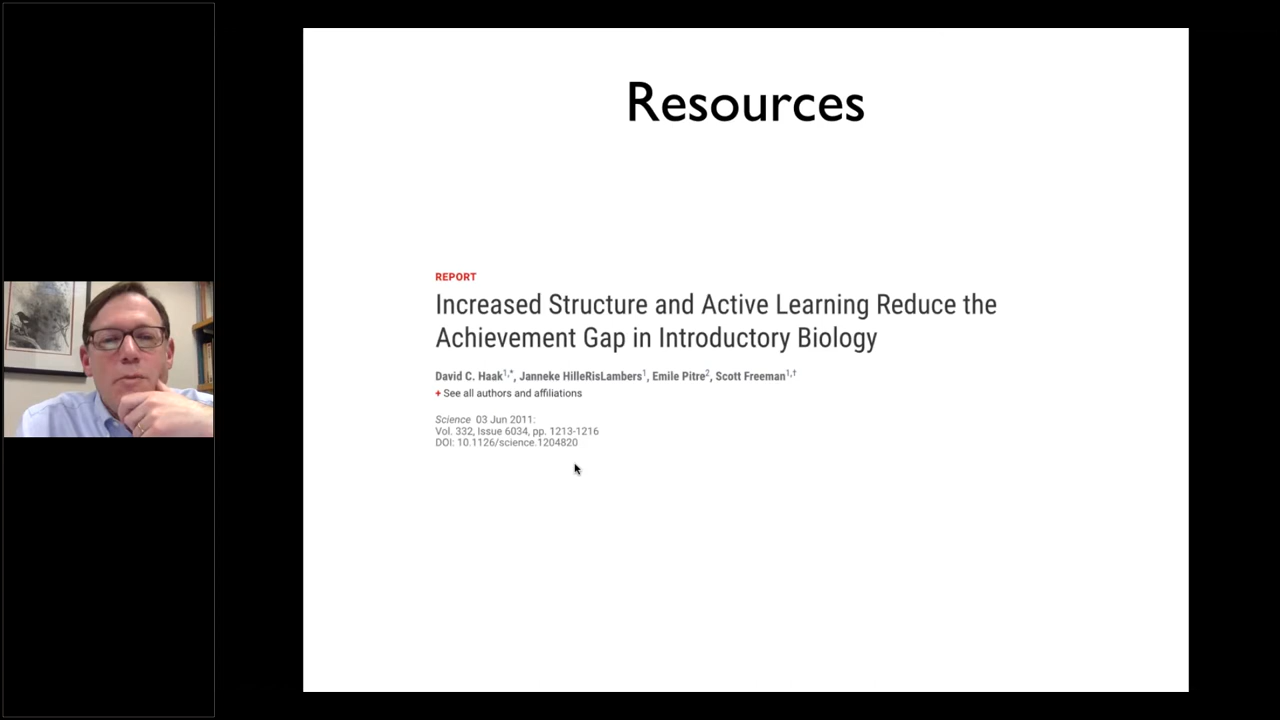 Resources
REPORT
Increased Structure and Active Learning Reduce the
Achievement Gap in Introductory Biology
David C. Haak1,*, Janneke HilleRisLambers1, Emile Pitre2, Scott Freeman1,†
+ See all authors and affiliations
Science 03 Jun 2011:
Vol. 332, Issue 6034, pp. 1213-1216
DOI: 10.1126/science.1204820